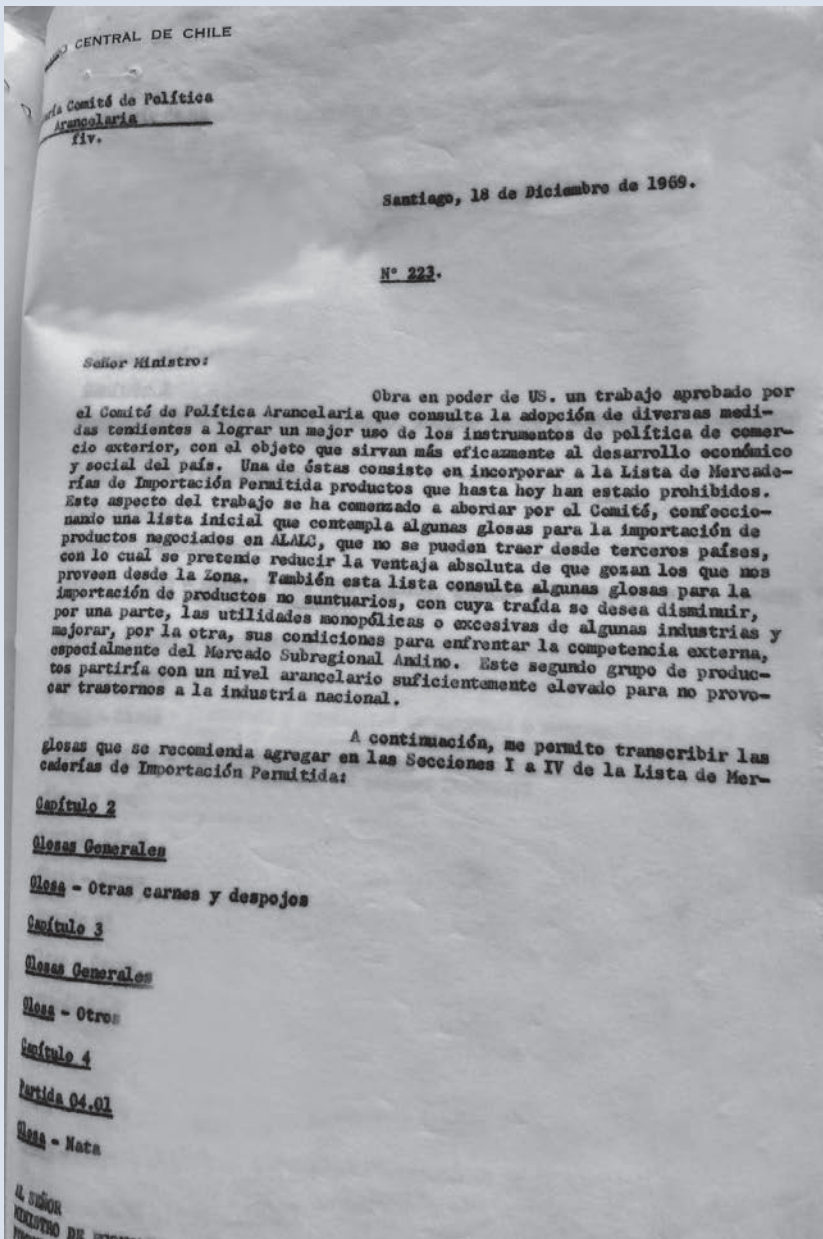 CENTRAL DE CHILE
Comité de Política
Arancelaria
fiv.
Santiago, 18 de Diciembre de 1969.
Nº 223.
Señor Ministro:
Obra en poder de US. un trabajo aprobado por
el Comité de Política Arancelaria que consulta la adopción de diversas medi-
das tendientes a lograr un mejor uso de los instrumentos de política de comer-
cio exterior, con el objeto que sirvan más eficazmente al desarrollo económico
y social del país. Una de éstas consiste en incorporar a la Lista de Mercade-
rías de Importación Permitida productos que hasta hoy han estado prohibidos.
Este aspecto del trabajo se ha comenzado a abordar por el Comité, confeccio-
nando una lista inicial que contempla algunas glosas para la importación de
productos negociados en ALALC, que no se pueden traer desde terceros países,
con lo cual se pretende reducir la ventaja absoluta de que gozan los que nos
proveen desde la Zona. También esta lista consulta algunas glosas para la
importación de productos no suntuarios, con cuya traída se desea disminuir,
por una parte, las utilidades monopólicas o excesivas de algunas industrias y
mejorar, por la otra, sus condiciones para enfrentar la competencia externa,
especialmente del Mercado Subregional Andino. Este segundo grupo de produc-
tos partiría con un nivel arancelario suficientemente elevado para no provo-
car trastornos a la industria nacional.
A continuación, me permito transcribir las
glosas que se recomienda agregar en las Secciones I a IV de la Lista de Mer-
caderías de Importación Permitida:
Capítulo 2
Glosas Generales
Glosa - Otras carnes y despojos
Capítulo 3
Glosas Generales
Glosa - Otros
Capítulo 4
Partida 04.01
Glosa - Nata
AL SEÑOR
MINISTRO DE